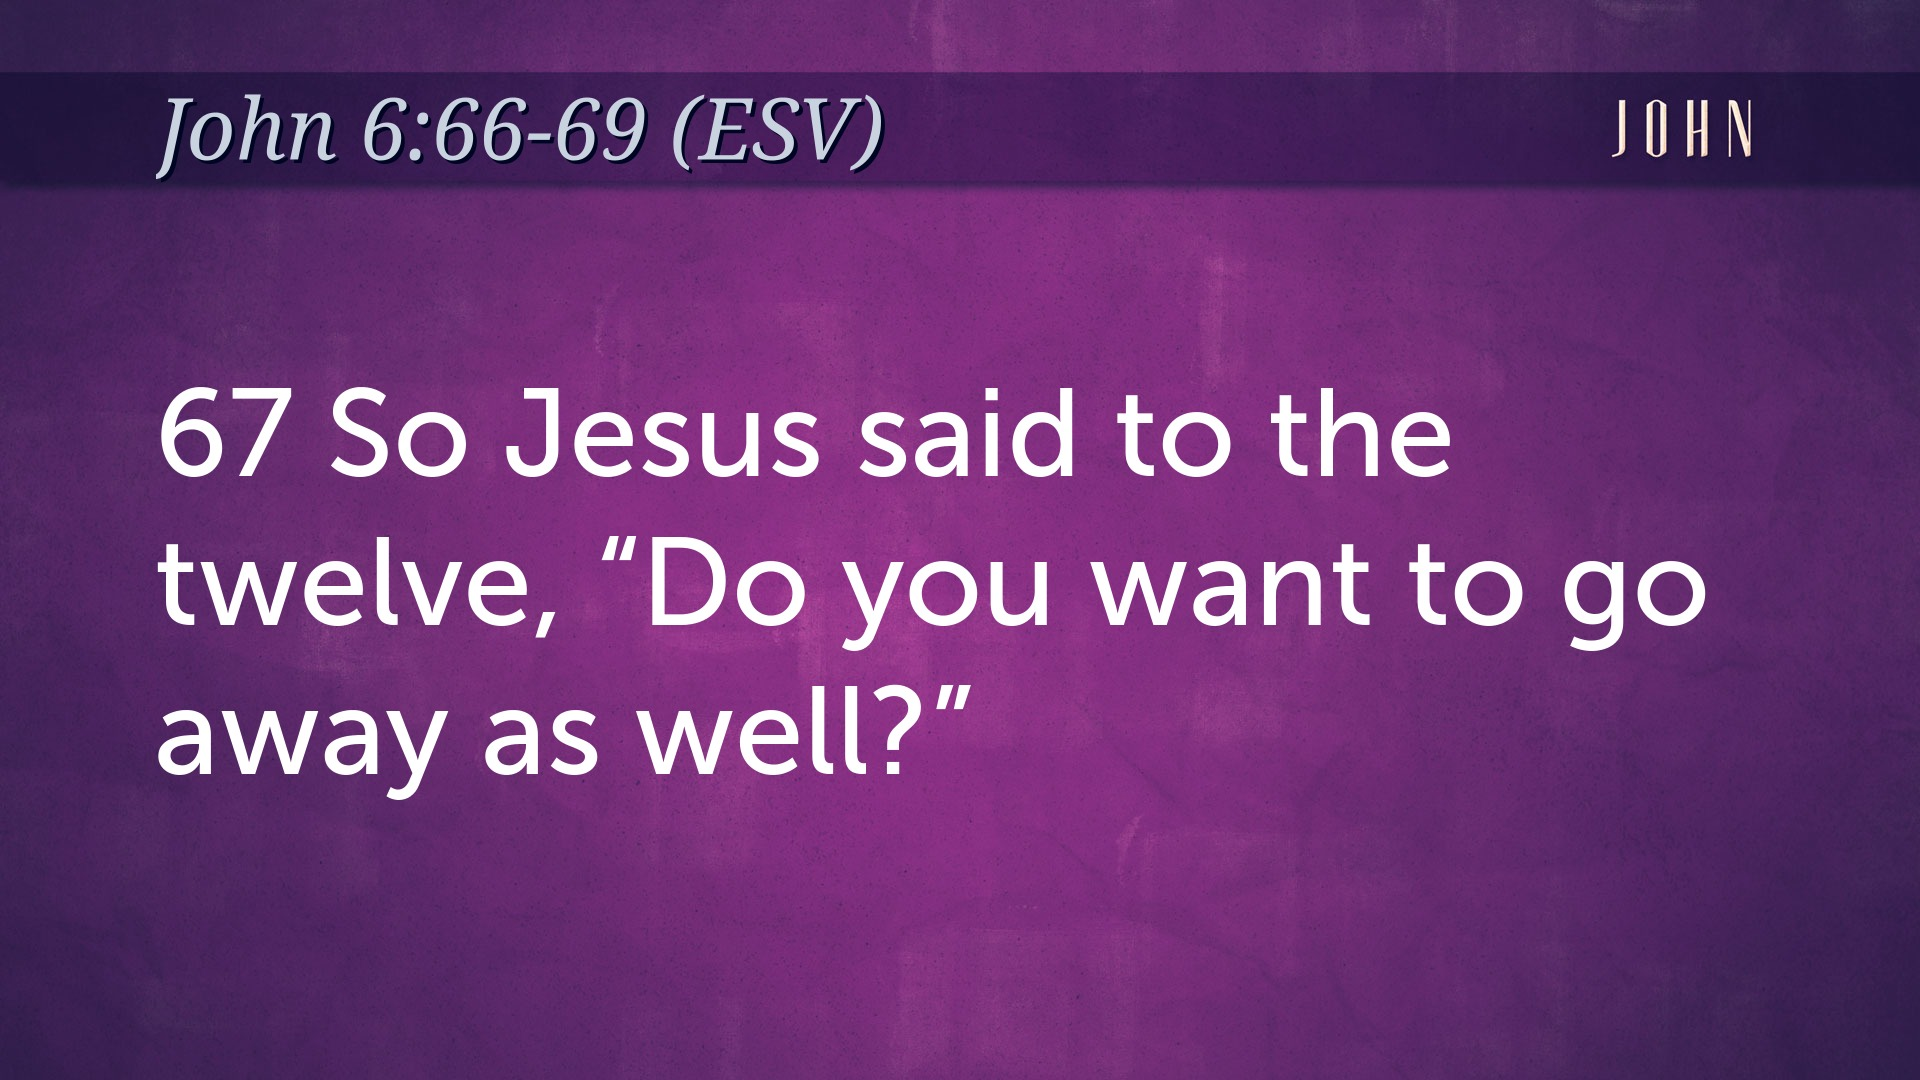 John 6:66-69 (ESV)
JOHN
67 So Jesus said to the
twelve, “Do you want to go
away as well?”